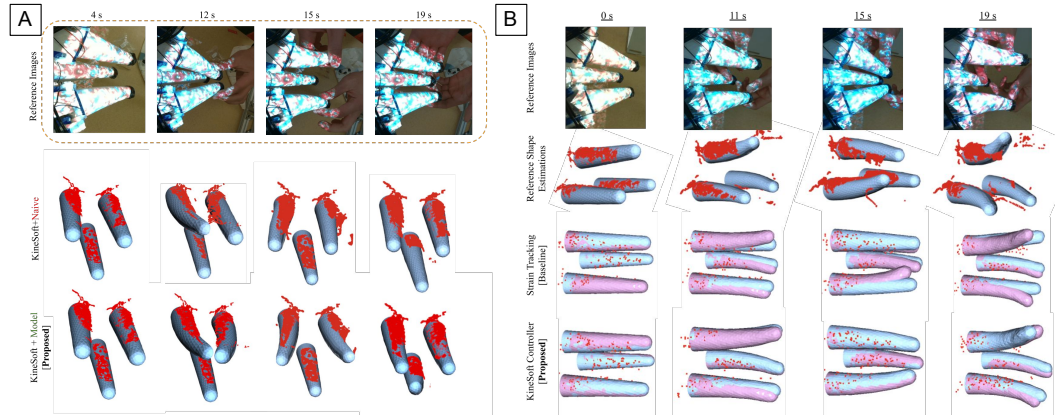 A
4 s
12 s
15 s
19 s
Reference Images
KineSoft+Naive
KineSoft + Model
[Proposed]
B
0 s
11 s
15 s
19 s
Reference Images
Reference Shape
Estimations
Strain Tracking
[Baseline]
KineSoft Controller
[Proposed]